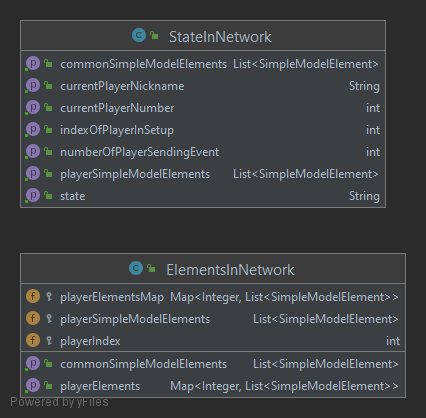 StateInNetwork
commonSimpleModelElements List<SimpleModelElement>
currentPlayerNickname String
currentPlayerNumber int
indexOfPlayerInSetup int
numberOfPlayerSendingEvent int
playerSimpleModelElements List<SimpleModelElement>
state String
ElementsInNetwork
playerElementsMap Map<Integer, List<SimpleModelElement>>
playerSimpleModelElements List<SimpleModelElement>
playerIndex int
commonSimpleModelElements List<SimpleModelElement>
playerElements Map<Integer, List<SimpleModelElement>>
Powered by yFiles